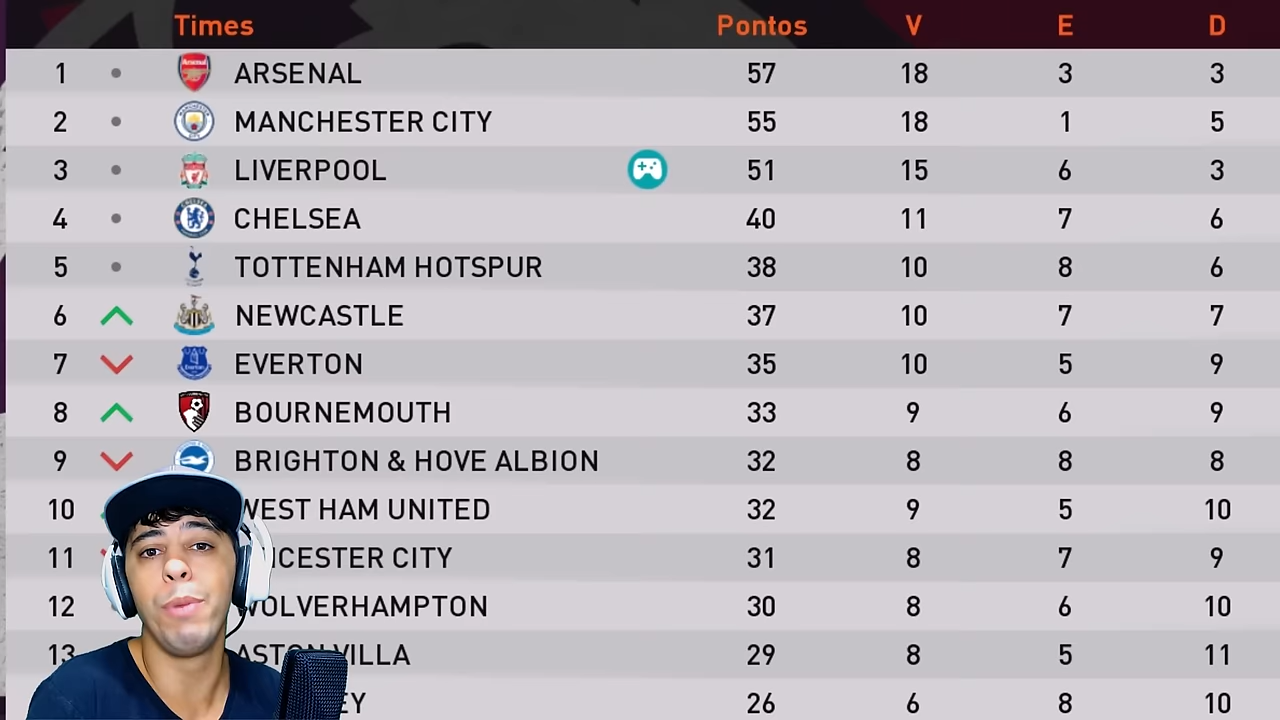 Times Pontos V E D
1 ARSENAL 57 18 3 3
2 MANCHESTER CITY 55 18 1 5
3 LIVERPOOL 51 15 6 3
4 CHELSEA 40 11 7 6
5 TOTTENHAM HOTSPUR 38 10 8 6
6 NEWCASTLE 37 10 7 7
7 EVERTON 35 10 5 9
8 BOURNEMOUTH 33 9 6 9
9 BRIGHTON & HOVE ALBION 32 8 8 8
10 WEST HAM UNITED 32 9 5 10
11 ICESTER CITY 31 8 7 9
12 WOLVERHAMPTON 30 8 6 10
13 ASTON VILLA 29 8 5 11
EY 26 6 8 10